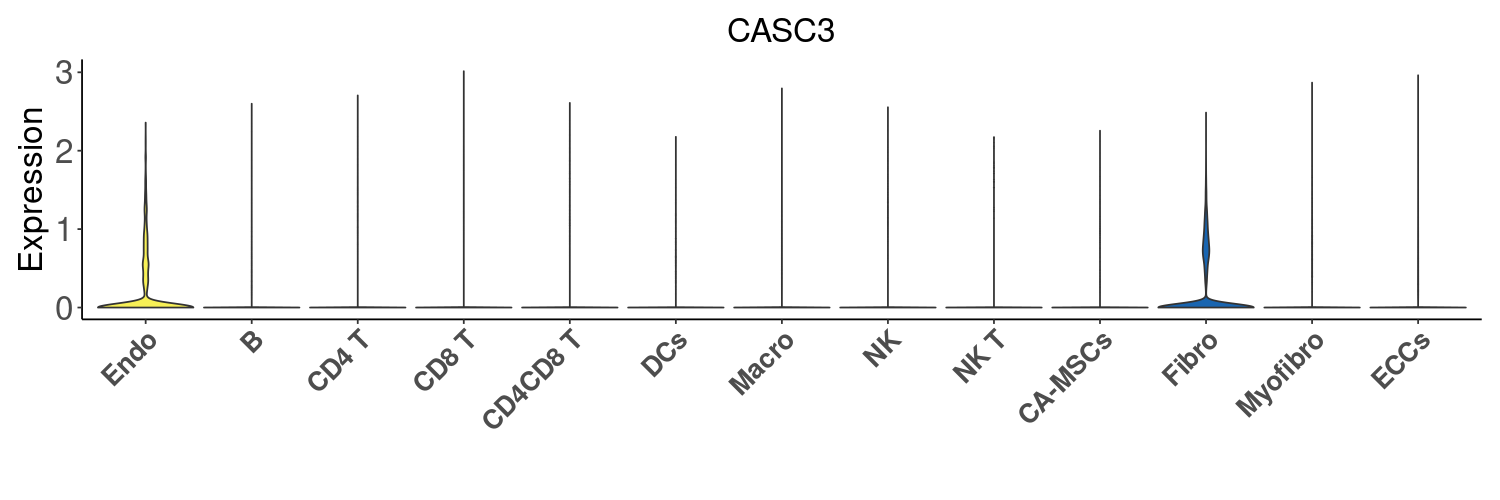 CASC3
Expression
3
2
1
0
Endo
B
CD4 T
CD8 T
CD4CD8 T
DCs
Macro
NK
NK T
CA-MSCs
Fibro
Myofibro
ECCs